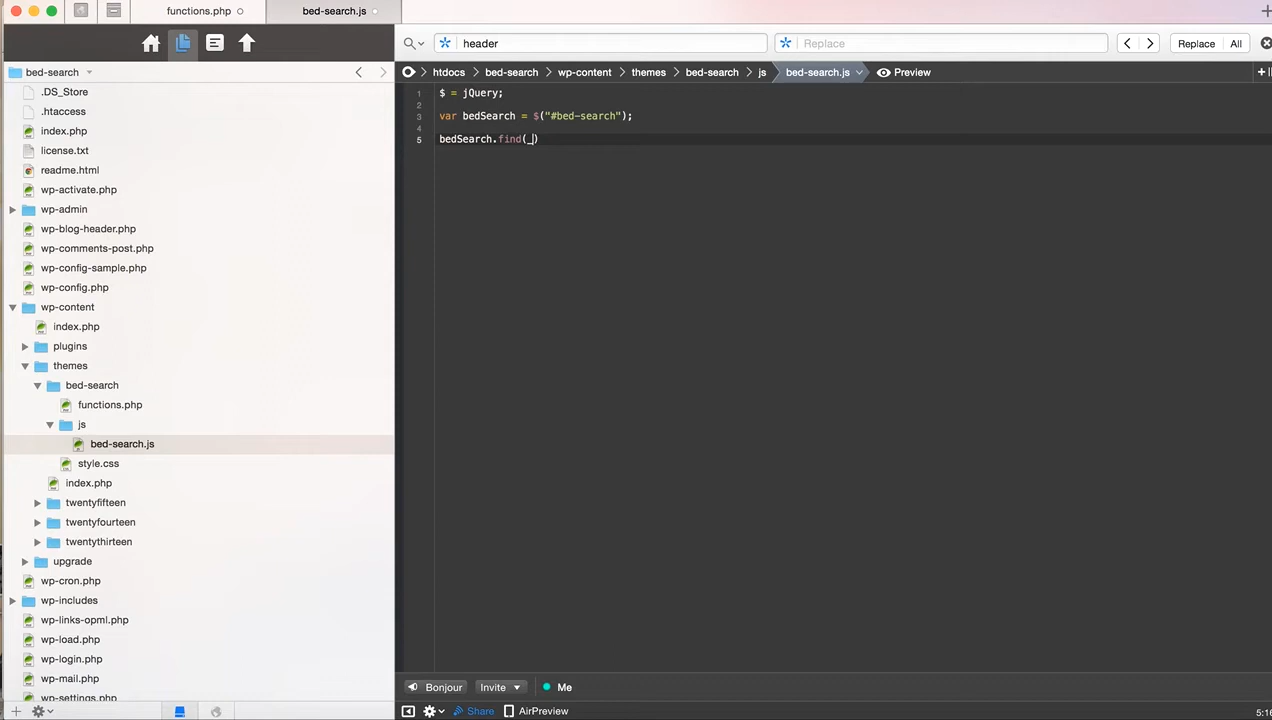 functions.php
bed-search.js
header
Replace
Replace
All
bed-search
htdocs
bed-search
wp-content
themes
bed-search
js
bed-search.js
Preview
.DS_Store
.htaccess
index.php
license.txt
readme.html
wp-activate.php
wp-admin
wp-blog-header.php
wp-comments-post.php
wp-config-sample.php
wp-config.php
wp-content
index.php
plugins
themes
bed-search
functions.php
js
bed-search.js
style.css
index.php
twentyfifteen
twentyfourteen
twentythirteen
upgrade
wp-cron.php
wp-includes
wp-links-opml.php
wp-load.php
wp-login.php
wp-mail.php
wp-settings.php
1 $ = jQuery;
2
3 var bedSearch = $("#bed-search");
4
5 bedSearch.find(_)
Bonjour
Invite
Me
Share
AirPreview
5:16